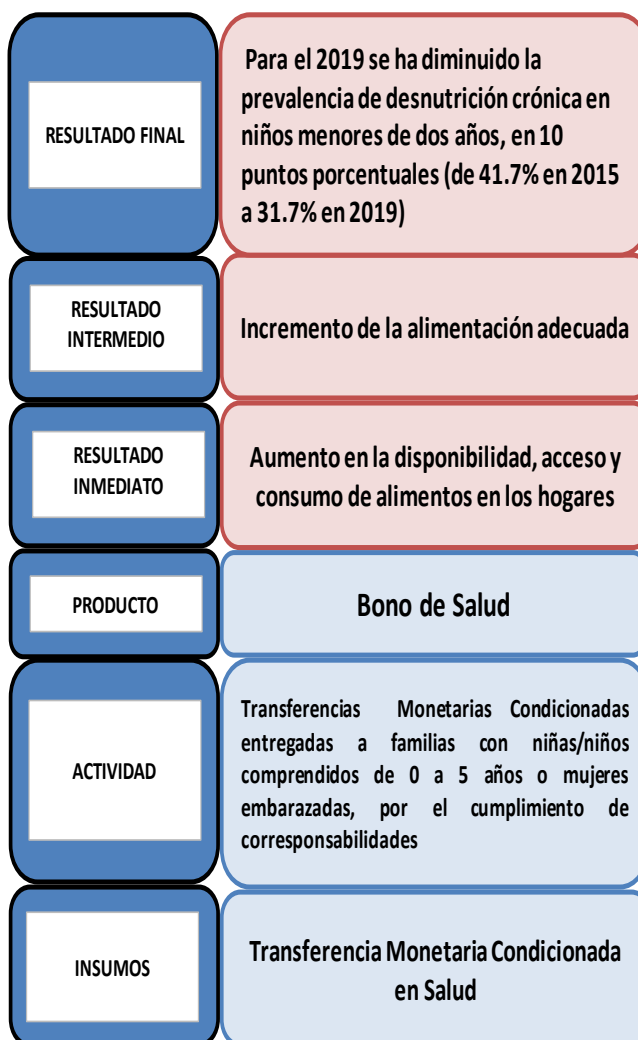 RESULTADO FINAL
Para el 2019 se ha diminuido la
prevalencia de desnutrición crónica en
niños menores de dos años, en 10
puntos porcentuales (de 41.7% en 2015
a 31.7% en 2019)
RESULTADO
INTERMEDIO
Incremento de la alimentación adecuada
RESULTADO
INMEDIATO
Aumento en la disponibilidad, acceso y
consumo de alimentos en los hogares
PRODUCTO
Bono de Salud
ACTIVIDAD
Transferencias Monetarias Condicionadas
entregadas a familias con niñas/niños
comprendidos de 0 a 5 años o mujeres
embarazadas, por el cumplimiento de
corresponsabilidades
INSUMOS
Transferencia Monetaria Condicionada
en Salud